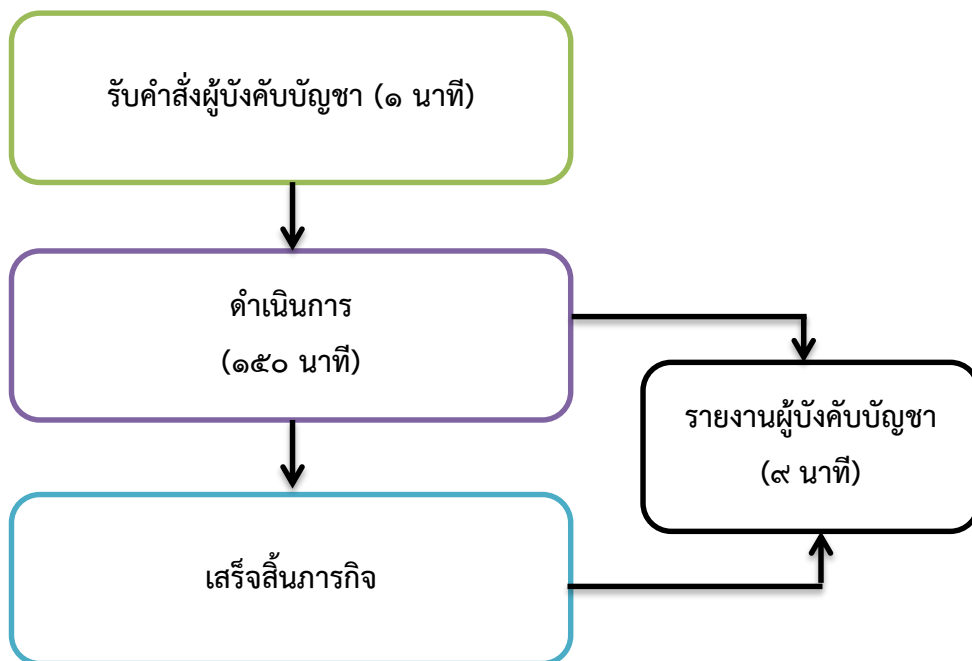 รับคำสั่งผู้บังคับบัญชา (๑ นาที)
ดำเนินการ
(๑๕๐ นาที)
รายงานผู้บังคับบัญชา
(๙ นาที)
เสร็จสิ้นภารกิจ